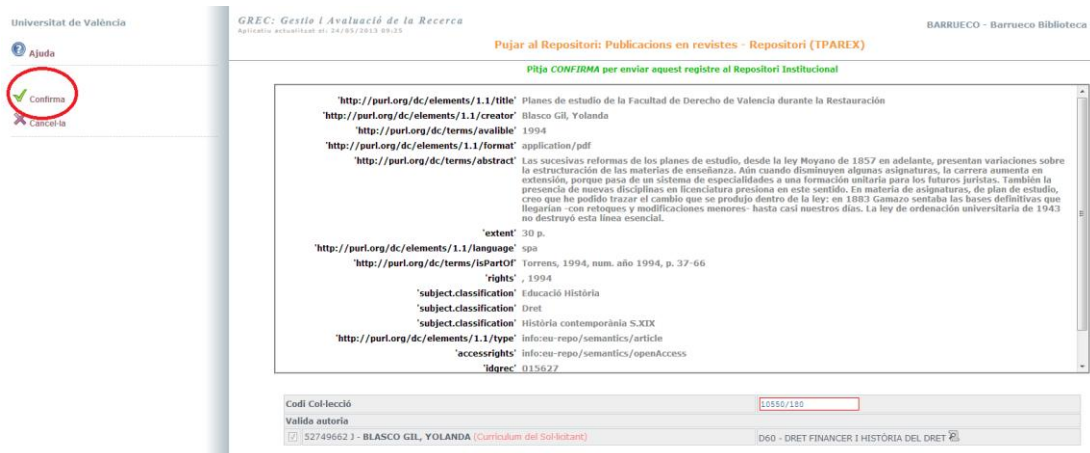 Universitat de València
Ajuda
Confirma
Cancel·la
GREC: Gestio i Avaluació de la Recerca
Aplicatiu actualitzat el: 24/05/2013 09:25
BARRUECO - Barrueco Biblioteca
Pujar al Repositori: Publicacions en revistes - Repositori (TPAREX)
Pitja CONFIRMA per enviar aquest registre al Repositori Institucional
'http://purl.org/dc/elements/1.1/title' Planes de estudio de la Facultad de Derecho de Valencia durante la Restauración
'http://purl.org/dc/elements/1.1/creator' Blasco Gil, Yolanda
'http://purl.org/dc/terms/avalible' 1994
'http://purl.org/dc/elements/1.1/format' application/pdf
'http://purl.org/dc/terms/abstract' Las sucesivas reformas de los planes de estudio, desde la ley Moyano de 1857 en adelante, presentan variaciones sobre
la estructuración de las materias de enseñanza. Aún cuando disminuyen algunas asignaturas, la carrera aumenta en
extensión, porque pasa de un sistema de especialidades a una formación unitaria para los futuros juristas. También la
presencia de nuevas disciplinas en licenciatura presiona en este sentido. En materia de asignaturas, de plan de estudio,
creo que he podido trazar el cambio que se produjo dentro de la ley: en 1883 Gamazo sentaba las bases definitivas que
llegarían -con retoques y modificaciones menores- hasta casi nuestros días. La ley de ordenación universitaria de 1943
no destruyó esta línea esencial.
'extent' 30 p.
'http://purl.org/dc/elements/1.1/language' spa
'http://purl.org/dc/terms/isPartOf' Torrens, 1994, num. año 1994, p. 37-66
'rights' , 1994
'subject.classification' Educació Història
'subject.classification' Dret
'subject.classification' Història contemporània S.XIX
'http://purl.org/dc/elements/1.1/type' info:eu-repo/semantics/article
'accessrights' info:eu-repo/semantics/openAccess
'idgrec' 015627
Codi Col·lecció 10550/180
Valida autoria
52749662 J - BLASCO GIL, YOLANDA (Curriculum del Sol·licitant) D60 - DRET FINANCER I HISTÒRIA DEL DRET